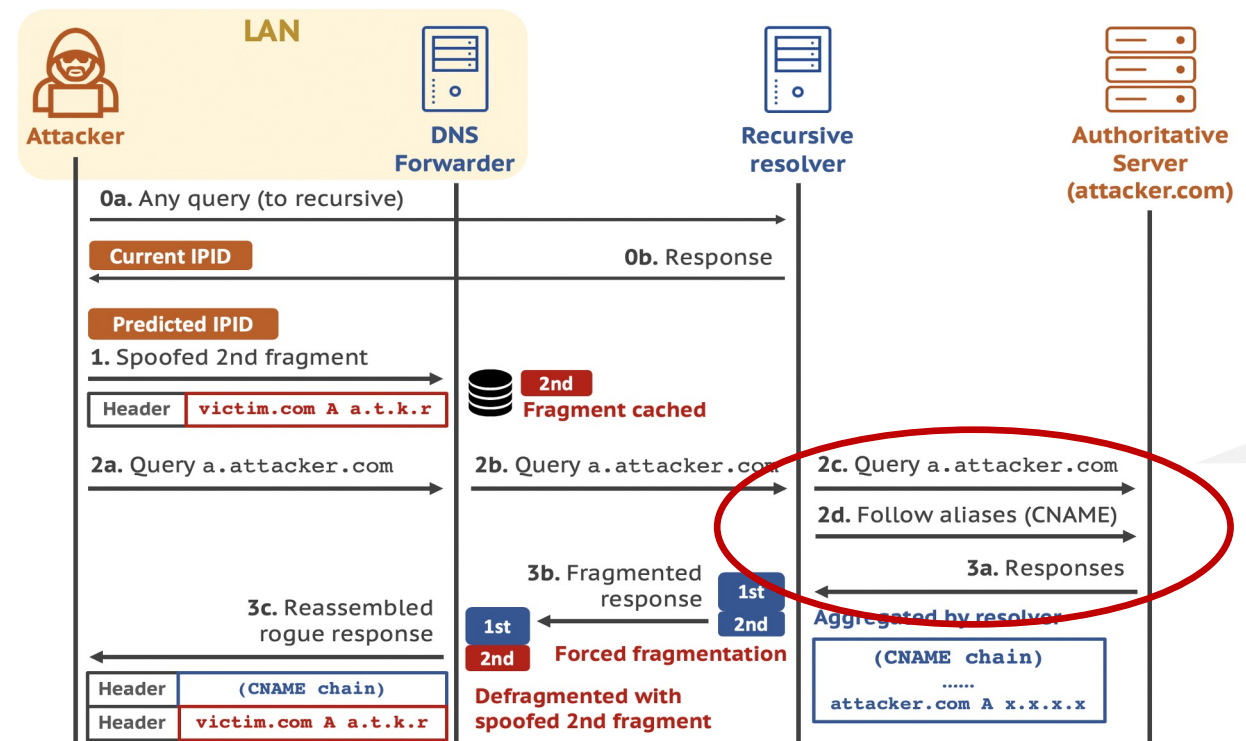 LAN
Attacker
DNS
Forwarder
Recursive
resolver
Authoritative
Server
(attacker.com)
0a. Any query (to recursive)
Current IPID
0b. Response
Predicted IPID
1. Spoofed 2nd fragment
Header
victim.com A a.t.k.r
2nd
Fragment cached
2a. Query a.attacker.com
2b. Query a.attacker.com
2c. Query a.attacker.com
2d. Follow aliases (CNAME)
3a. Responses
3b. Fragmented
response
1st
2nd
Aggregated by resolver
(CNAME chain)
......
attacker.com A x.x.x.x
3c. Reassembled
rogue response
1st
2nd
Forced fragmentation
Defragmented with
spoofed 2nd fragment
Header
(CNAME chain)
Header
victim.com A a.t.k.r